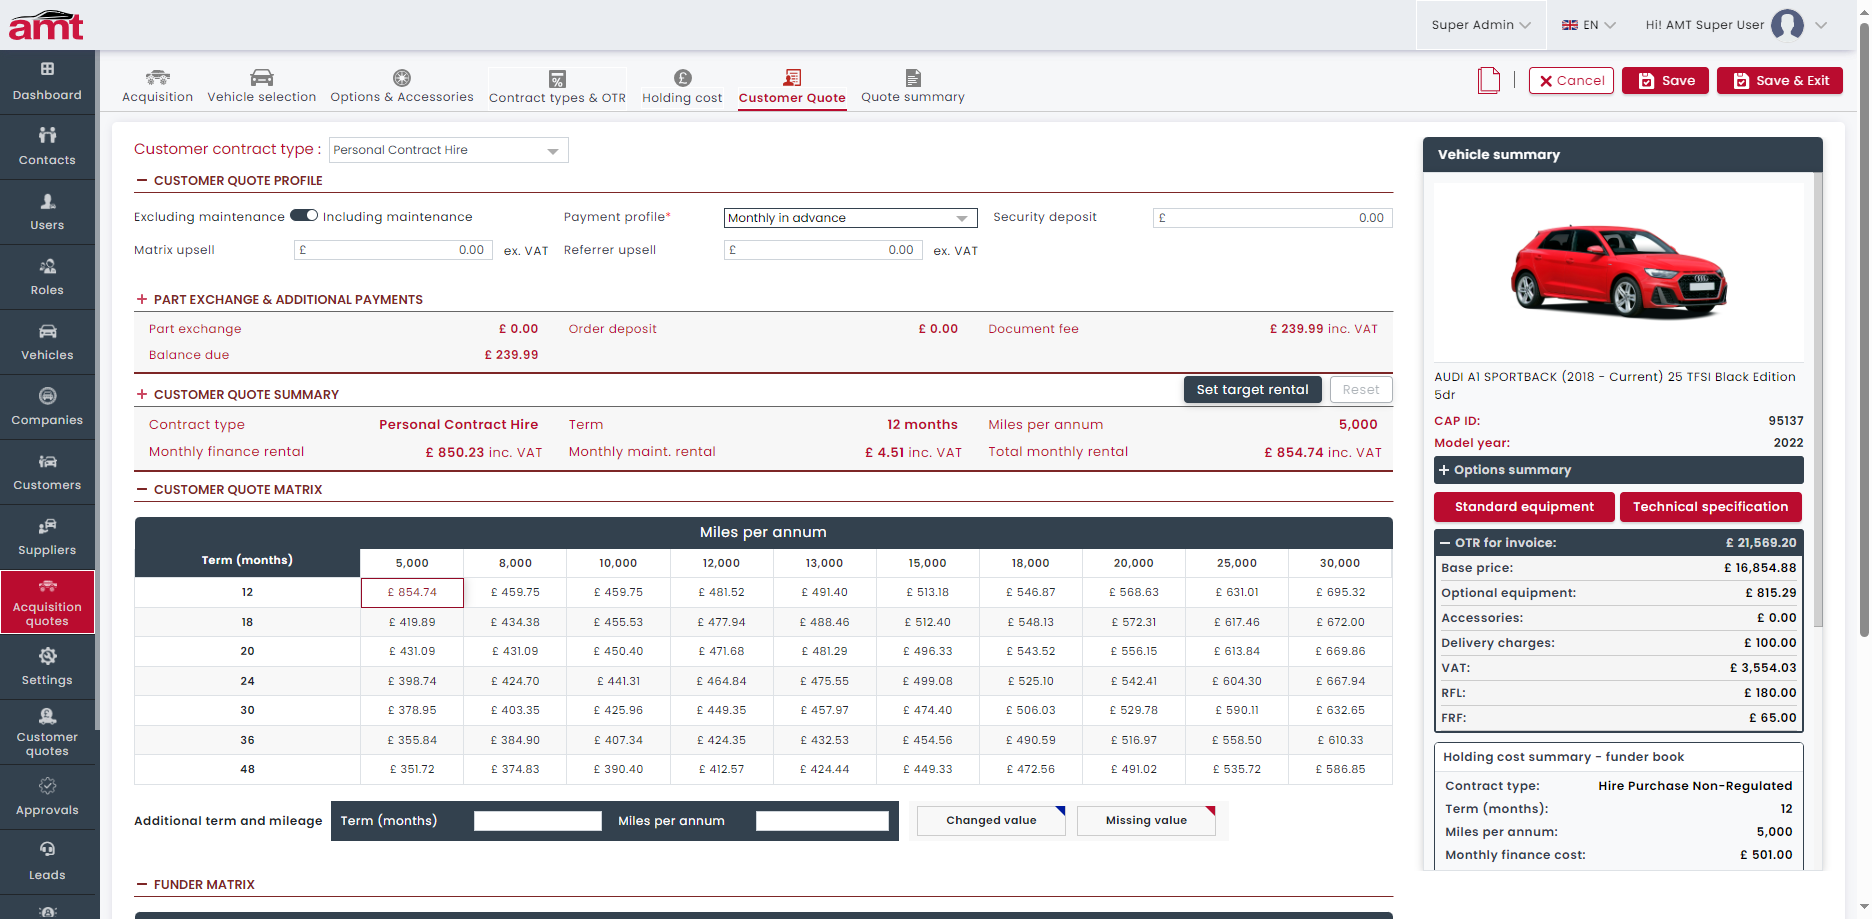 amt
Super Admin
EN
Hi! AMT Super User
Dashboard
Contacts
Users
Roles
Vehicles
Companies
Customers
Suppliers
Acquisition
quotes
Settings
Customer
quotes
Approvals
Leads
Acquisition
Vehicle selection
Options & Accessories
Contract types & OTR
Holding cost
Customer Quote
Quote summary
Cancel
Save
Save & Exit
Customer contract type : Personal Contract Hire
CUSTOMER QUOTE PROFILE
Excluding maintenance Including maintenance Payment profile* Monthly in advance Security deposit £ 0.00
Matrix upsell £ 0.00 ex. VAT Referrer upsell £ 0.00 ex. VAT
+ PART EXCHANGE & ADDITIONAL PAYMENTS
Part exchange £ 0.00 Order deposit £ 0.00 Document fee £ 239.99 inc. VAT
Balance due £ 239.99
+ CUSTOMER QUOTE SUMMARY Set target rental Reset
Contract type Personal Contract Hire Term 12 months Miles per annum 5,000
Monthly finance rental £ 850.23 inc. VAT Monthly maint. rental £ 4.51 inc. VAT Total monthly rental £ 854.74 inc. VAT
CUSTOMER QUOTE MATRIX
Miles per annum
Term (months) 5,000 8,000 10,000 12,000 13,000 15,000 18,000 20,000 25,000 30,000
12 £ 854.74 £ 459.75 £ 459.75 £ 481.52 £ 491.40 £ 513.18 £ 546.87 £ 568.63 £ 631.01 £ 695.32
18 £ 419.89 £ 434.38 £ 455.53 £ 477.94 £ 488.46 £ 512.40 £ 548.13 £ 572.31 £ 617.46 £ 672.00
20 £ 431.09 £ 431.09 £ 450.40 £ 471.68 £ 481.29 £ 496.33 £ 543.52 £ 556.15 £ 613.84 £ 669.86
24 £ 398.74 £ 424.70 £ 441.31 £ 464.84 £ 475.55 £ 499.08 £ 525.10 £ 542.41 £ 604.30 £ 667.94
30 £ 378.95 £ 403.35 £ 425.96 £ 449.35 £ 457.97 £ 474.40 £ 506.03 £ 529.78 £ 590.11 £ 632.65
36 £ 355.84 £ 384.90 £ 407.34 £ 424.35 £ 432.53 £ 454.56 £ 490.59 £ 516.97 £ 558.50 £ 610.33
48 £ 351.72 £ 374.83 £ 390.40 £ 412.57 £ 424.44 £ 449.33 £ 472.56 £ 491.02 £ 535.72 £ 586.85
Additional term and mileage Term (months) Miles per annum Changed value Missing value
FUNDER MATRIX
Vehicle summary
AUDI A1 SPORTBACK (2018 - Current) 25 TFSI Black Edition
5dr
CAP ID: 95137
Model year: 2022
+ Options summary
Standard equipment Technical specification
OTR for invoice: £ 21,569.20
Base price: £ 16,854.88
Optional equipment: £ 815.29
Accessories: £ 0.00
Delivery charges: £ 100.00
VAT: £ 3,554.03
RFL: £ 180.00
FRF: £ 65.00
Holding cost summary - funder book
Contract type: Hire Purchase Non-Regulated
Term (months): 12
Miles per annum: 5,000
Monthly finance cost: £ 501.00